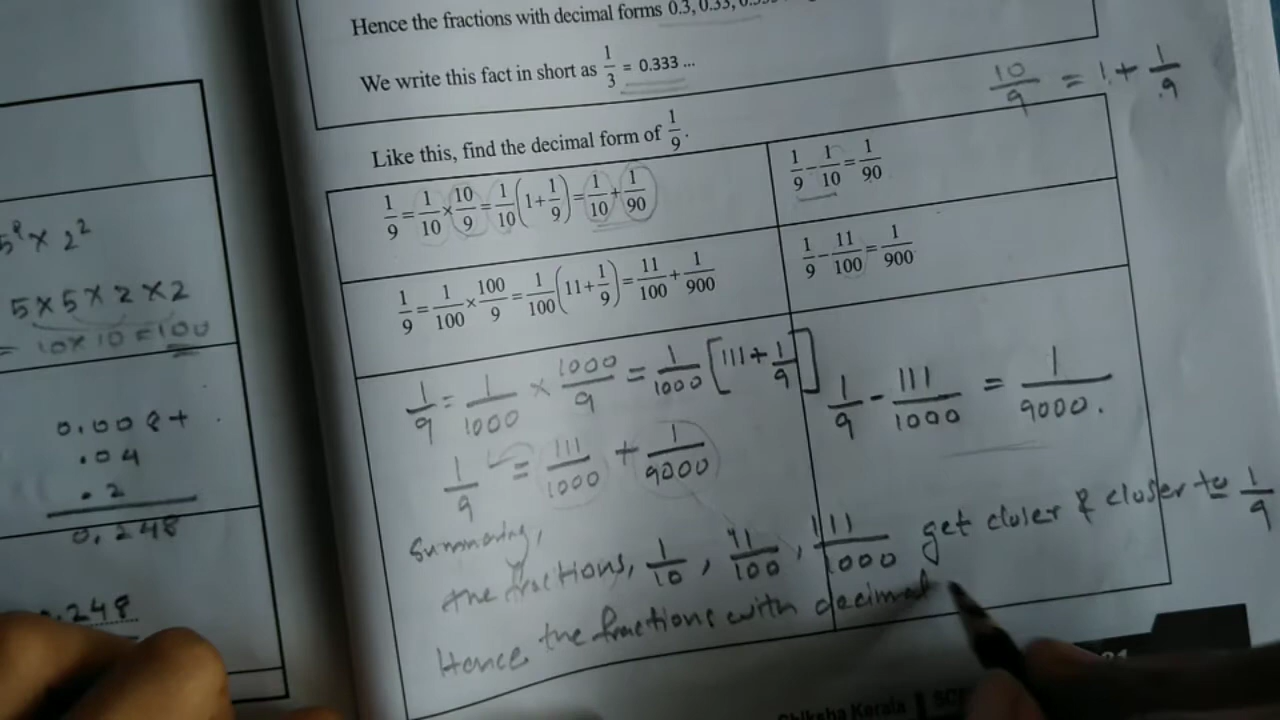 Hence the fractions with decimal forms 0.3, 0.33, 0.333
We write this fact in short as 1/3 = 0.333 ...
10/9 = 1 + 1/9
Like this, find the decimal form of 1/9.
1/9 = 1/10 × 10/9 = 1/10 (1 + 1/9) = 1/10 + 1/90
1/9 - 1/10 = 1/90
1/9 = 1/100 × 100/9 = 1/100 (11 + 1/9) = 11/100 + 1/900
1/9 - 11/100 = 1/900
1/9 = 1/1000 × 1000/9 = 1/1000 [111 + 1/9]
1/9 - 111/1000 = 1/9000.
1/9 = 111/1000 + 1/9000
the fractions, 1/10, 11/100, 111/1000 get closer & closer to 1/9
Hence the fractions with decimal
5² × 2²
5 × 5 × 2 × 2
= 10 × 10 = 100
0.008 +
.04
.2
0.248
.248